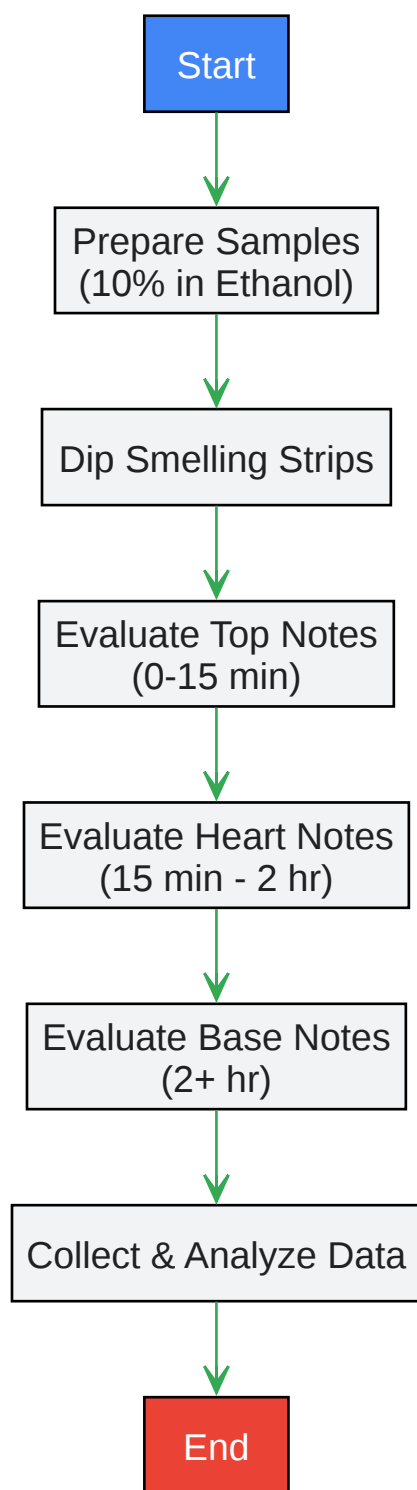 Start
Prepare Samples
(10% in Ethanol)
Dip Smelling Strips
Evaluate Top Notes
(0-15 min)
Evaluate Heart Notes
(15 min - 2 hr)
Evaluate Base Notes
(2+ hr)
Collect & Analyze Data
End